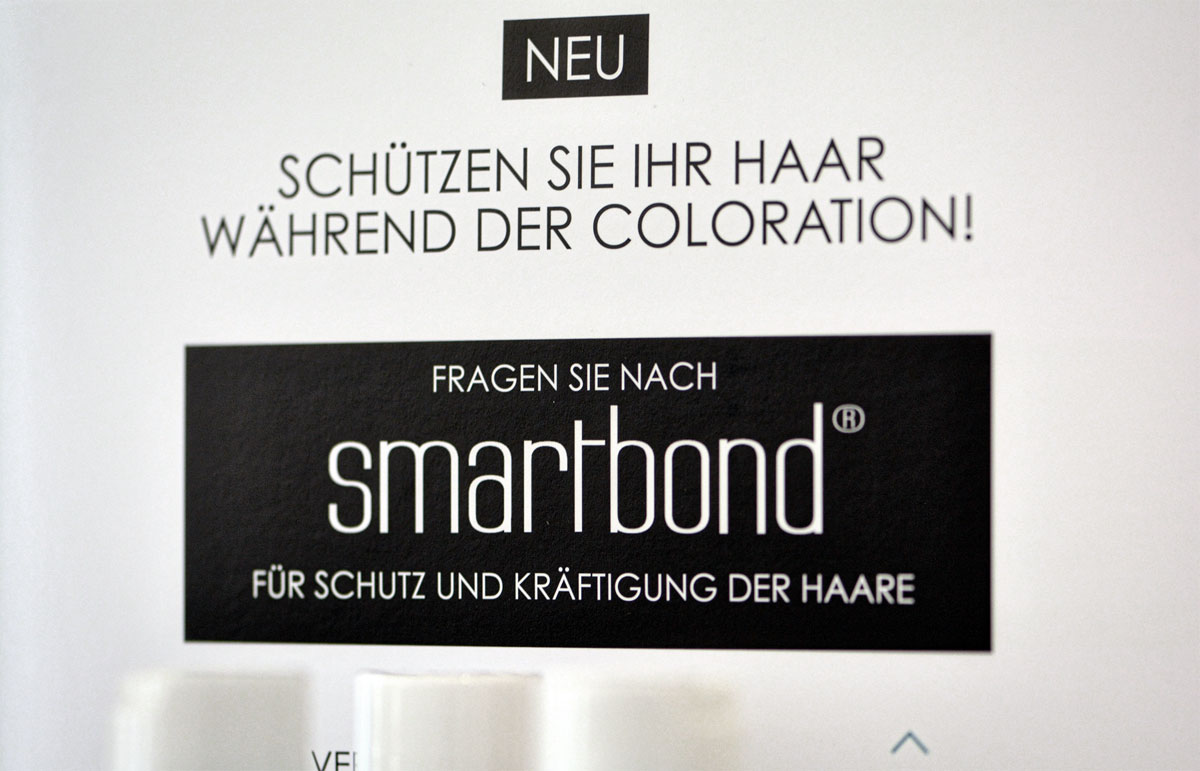 NEU
SCHÜTZEN SIE IHR HAAR
WÄHREND DER COLORATION!
FRAGEN SIE NACH
smartbond®
FÜR SCHUTZ UND KRÄFTIGUNG DER HAARE